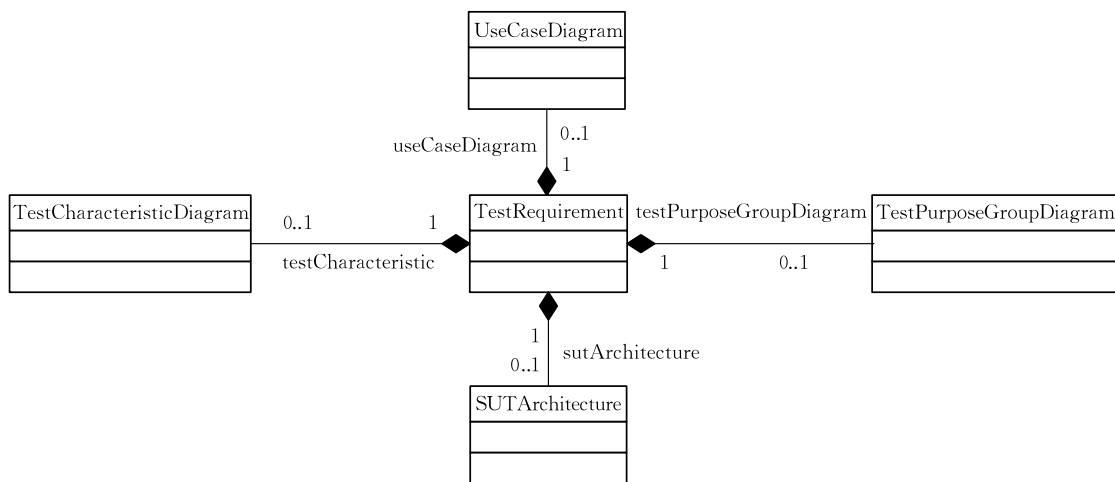 UseCaseDiagram
0..1
useCaseDiagram
1
TestCharacteristicDiagram
0..1
1
testCharacteristic
TestRequirement
testPurposeGroupDiagram
1
0..1
TestPurposeGroupDiagram
1
0..1
sutArchitecture
SUTArchitecture